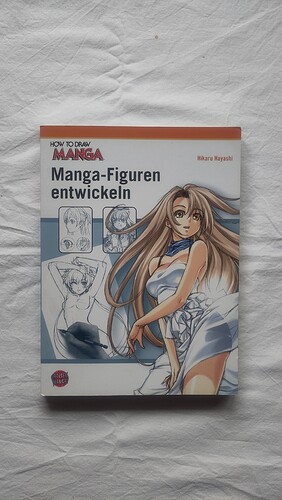 HOW TO DRAW
MANGA
Hikaru Hayashi
Manga-Figuren
entwickeln